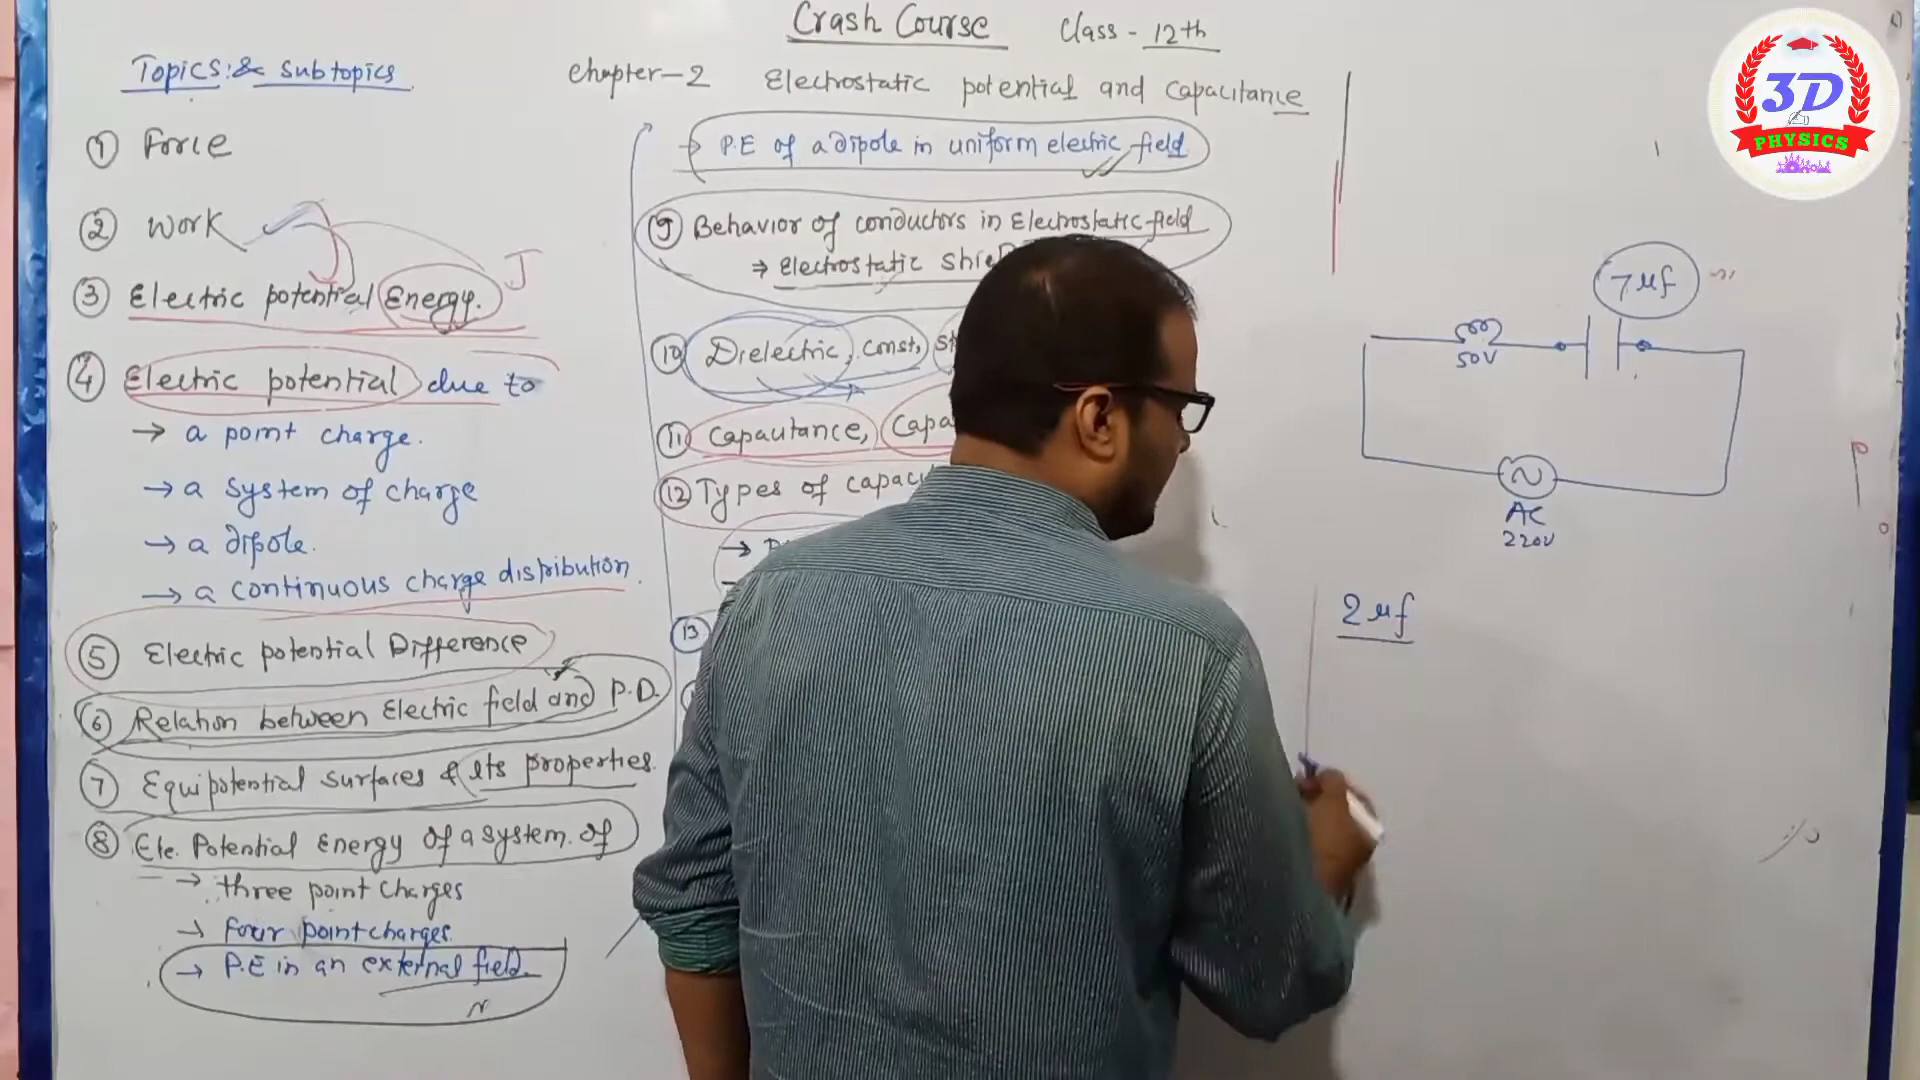 Crash Course Class - 12th
Topics & Subtopics
Chapter-2 Electrostatic potential and Capacitance
① Force
② Work
③ Electric potential Energy. J
④ Electric potential due to
→ a point charge.
→ a system of charge
→ a dipole.
→ a continuous charge distribution.
⑤ Electric potential Difference
⑥ Relation between Electric field and P.D.
⑦ Equipotential surfaces & its properties.
⑧ Ele. Potential Energy of a system of
→ three point charges
→ four point charges.
→ P.E in an external field.
→ P.E of a dipole in uniform electric field
⑨ Behavior of conductors in Electrostatic field
⇒ Electrostatic
⑩ Dielectric, const,
⑪ Capacitance,
⑫ Types of
⑬
7 μf
50V
AC
220V
2 μf
3D
PHYSICS